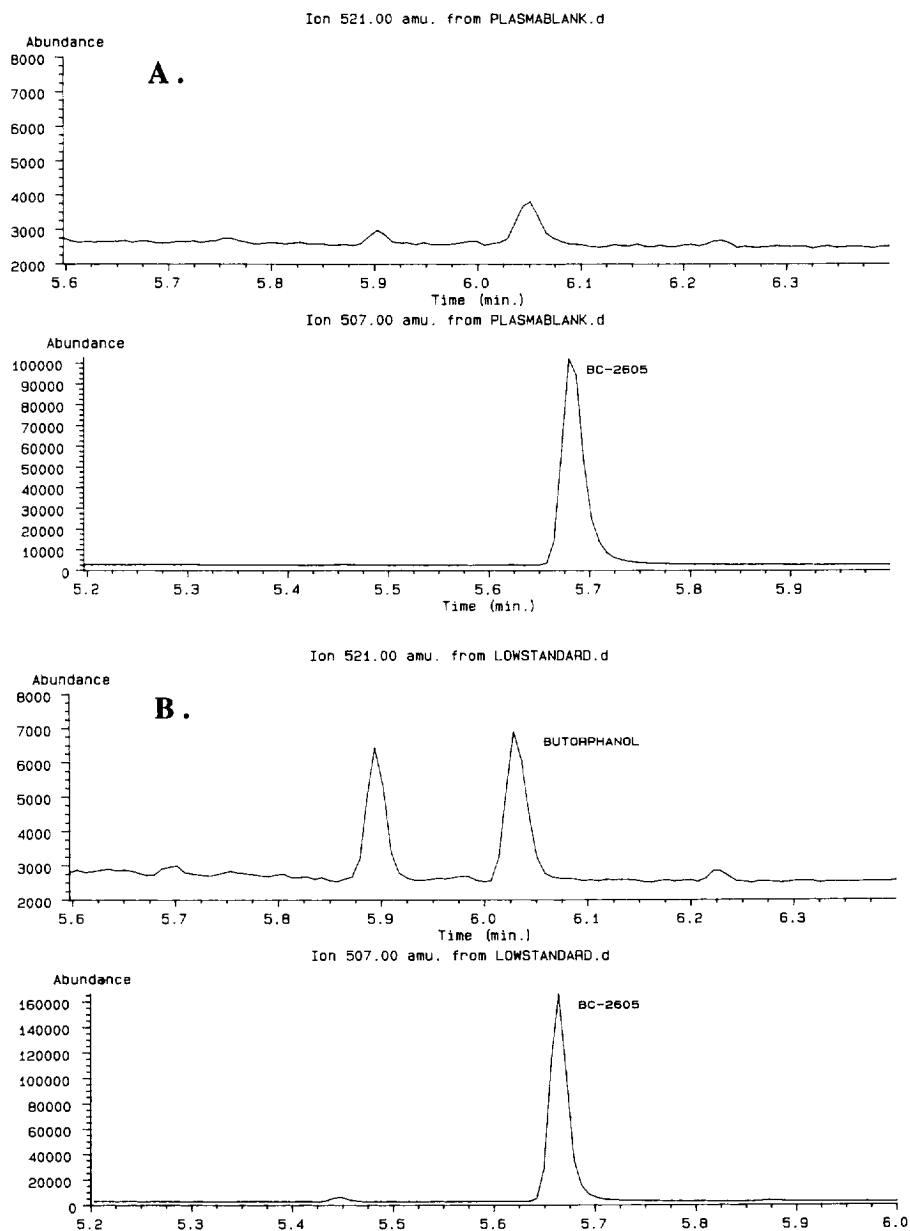 Ion 521.00 amu. from PLASMABLANK.d
Abundance
A.
8000
7000
6000
5000
4000
3000
2000
5.6 5.7 5.8 5.9 6.0 6.1 6.2 6.3
Time (min.)
Ion 507.00 amu. from PLASMABLANK.d
Abundance
BC-2605
100000
90000
80000
70000
60000
50000
40000
30000
20000
10000
0
5.2 5.3 5.4 5.5 5.6 5.7 5.8 5.9
Time (min.)
Ion 521.00 amu. from LOWSTANDARD.d
Abundance
B.
BUTORPHANOL
8000
7000
6000
5000
4000
3000
2000
5.6 5.7 5.8 5.9 6.0 6.1 6.2 6.3
Time (min.)
Ion 507.00 amu. from LOWSTANDARD.d
Abundance
BC-2605
160000
140000
120000
100000
80000
60000
40000
20000
0
5.2 5.3 5.4 5.5 5.6 5.7 5.8 5.9 6.0